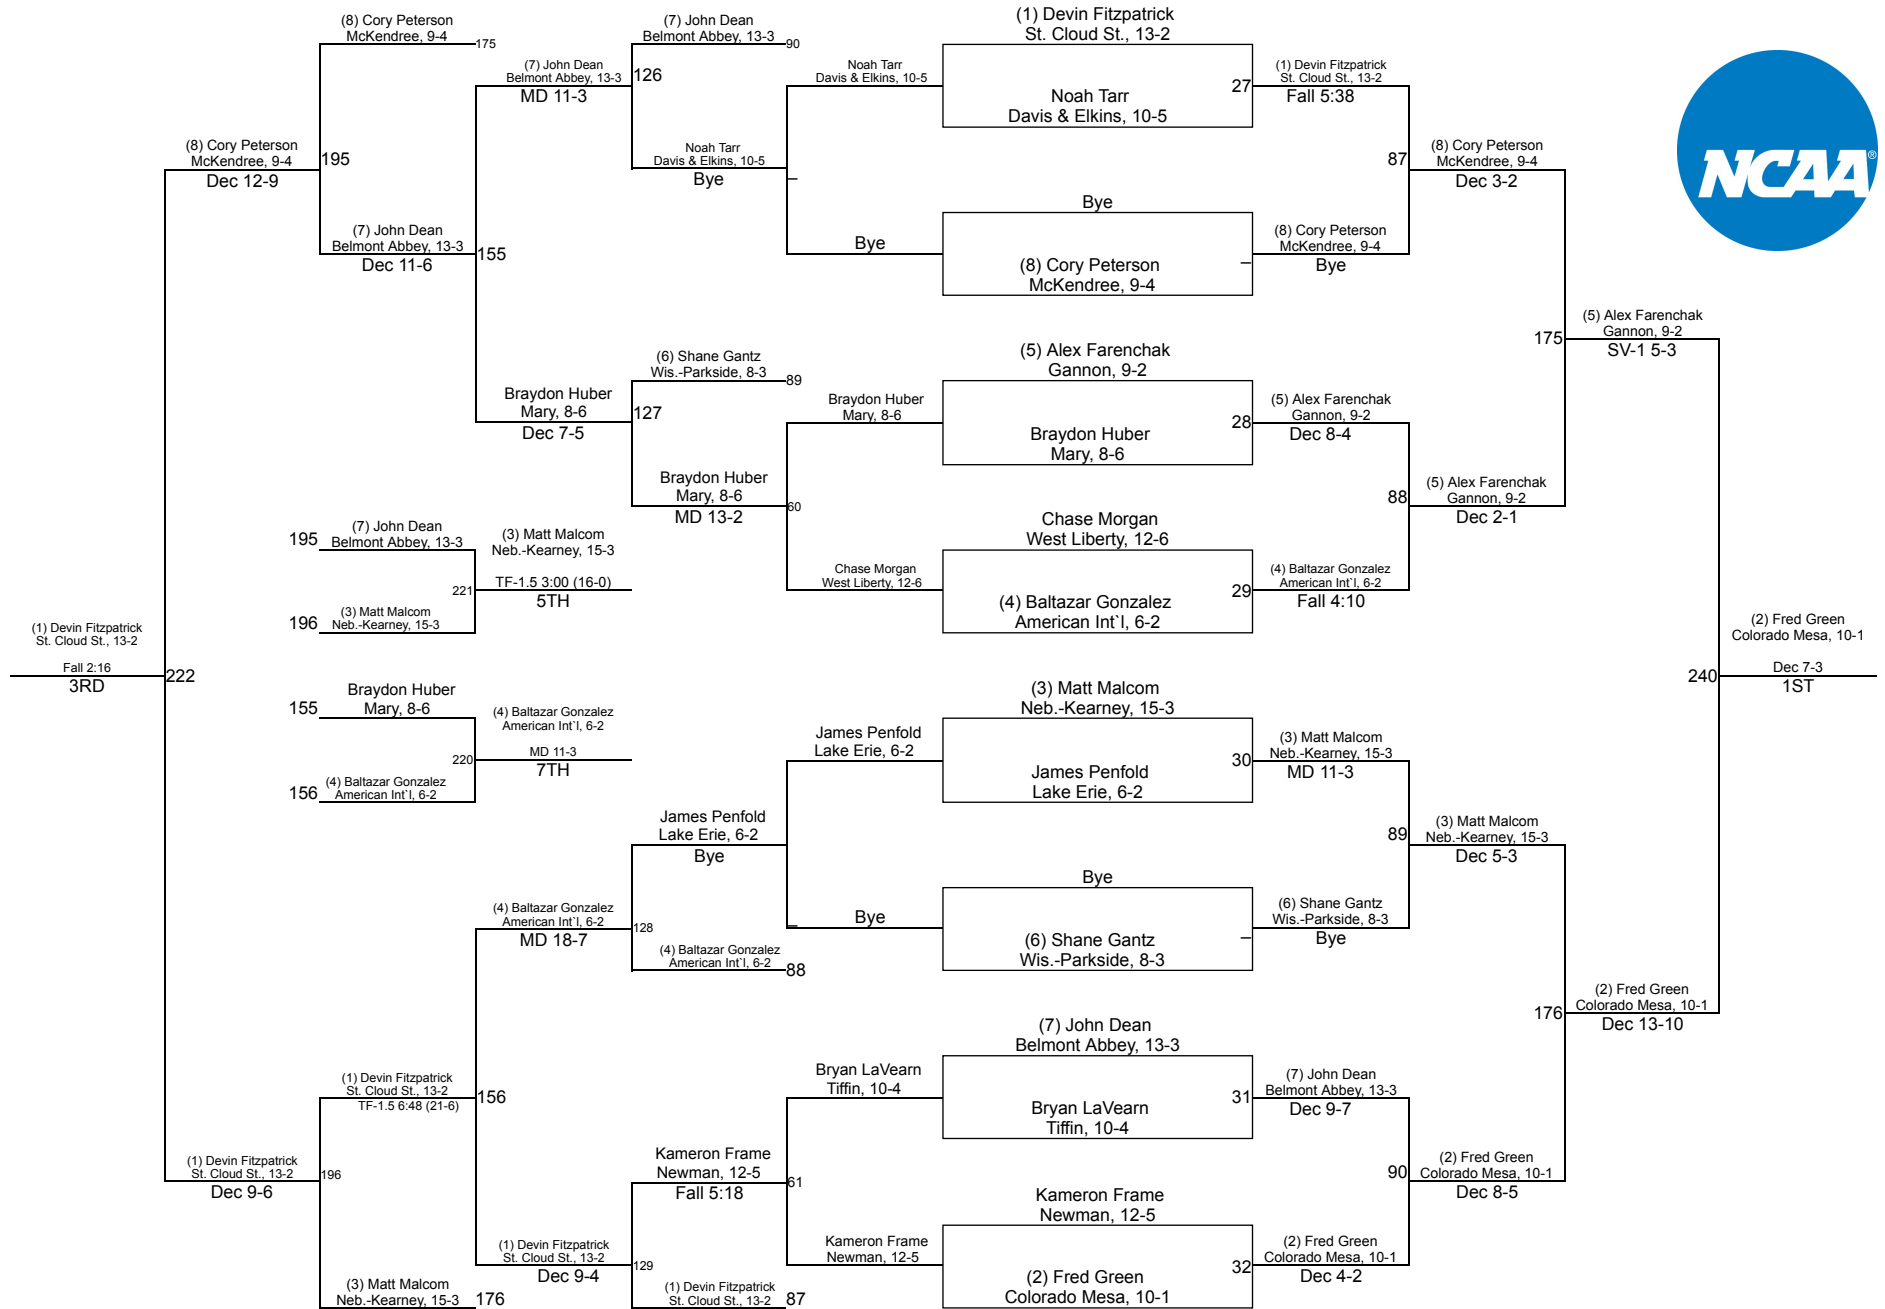 (8) Cory Peterson
McKendree, 9-4
175
(7) John Dean
Belmont Abbey, 13-3
90
(1) Devin Fitzpatrick
St. Cloud St., 13-2
(7) John Dean
Belmont Abbey, 13-3
126
MD 11-3
Noah Tarr
Davis & Elkins, 10-5
Noah Tarr
Davis & Elkins, 10-5
27
(1) Devin Fitzpatrick
St. Cloud St., 13-2
Fall 5:38
(8) Cory Peterson
McKendree, 9-4
195
Dec 12-9
Noah Tarr
Davis & Elkins, 10-5
Bye
–
87
(8) Cory Peterson
McKendree, 9-4
Dec 3-2
NCAA®
Bye
(7) John Dean
Belmont Abbey, 13-3
155
Dec 11-6
Bye
(8) Cory Peterson
McKendree, 9-4
–
(8) Cory Peterson
McKendree, 9-4
Bye
175
(5) Alex Farenchak
Gannon, 9-2
SV-1 5-3
(6) Shane Gantz
Wis.-Parkside, 8-3
89
(5) Alex Farenchak
Gannon, 9-2
Braydon Huber
Mary, 8-6
127
Dec 7-5
Braydon Huber
Mary, 8-6
Braydon Huber
Mary, 8-6
28
(5) Alex Farenchak
Gannon, 9-2
Dec 8-4
Braydon Huber
Mary, 8-6
60
MD 13-2
88
(5) Alex Farenchak
Gannon, 9-2
Dec 2-1
195
(7) John Dean
Belmont Abbey, 13-3
(3) Matt Malcom
Neb.-Kearney, 15-3
Chase Morgan
West Liberty, 12-6
221
TF-1.5 3:00 (16-0)
5TH
Chase Morgan
West Liberty, 12-6
(4) Baltazar Gonzalez
American Int`l, 6-2
29
(4) Baltazar Gonzalez
American Int`l, 6-2
Fall 4:10
196
(3) Matt Malcom
Neb.-Kearney, 15-3
(1) Devin Fitzpatrick
St. Cloud St., 13-2
Fall 2:16
3RD
222
(2) Fred Green
Colorado Mesa, 10-1
240
Dec 7-3
1ST
155
Braydon Huber
Mary, 8-6
(4) Baltazar Gonzalez
American Int`l, 6-2
(3) Matt Malcom
Neb.-Kearney, 15-3
220
MD 11-3
7TH
James Penfold
Lake Erie, 6-2
James Penfold
Lake Erie, 6-2
30
(3) Matt Malcom
Neb.-Kearney, 15-3
MD 11-3
156
(4) Baltazar Gonzalez
American Int`l, 6-2
James Penfold
Lake Erie, 6-2
Bye
89
(3) Matt Malcom
Neb.-Kearney, 15-3
Dec 5-3
Bye
(4) Baltazar Gonzalez
American Int`l, 6-2
128
MD 18-7
Bye
–
(6) Shane Gantz
Wis.-Parkside, 8-3
–
(6) Shane Gantz
Wis.-Parkside, 8-3
Bye
(4) Baltazar Gonzalez
American Int`l, 6-2
88
176
(2) Fred Green
Colorado Mesa, 10-1
Dec 13-10
(7) John Dean
Belmont Abbey, 13-3
(1) Devin Fitzpatrick
St. Cloud St., 13-2
156
TF-1.5 6:48 (21-6)
Bryan LaVearn
Tiffin, 10-4
Bryan LaVearn
Tiffin, 10-4
31
(7) John Dean
Belmont Abbey, 13-3
Dec 9-7
(1) Devin Fitzpatrick
St. Cloud St., 13-2
196
Dec 9-6
Kameron Frame
Newman, 12-5
61
Fall 5:18
90
(2) Fred Green
Colorado Mesa, 10-1
Dec 8-5
Kameron Frame
Newman, 12-5
(1) Devin Fitzpatrick
St. Cloud St., 13-2
129
Dec 9-4
Kameron Frame
Newman, 12-5
(2) Fred Green
Colorado Mesa, 10-1
32
(2) Fred Green
Colorado Mesa, 10-1
Dec 4-2
(3) Matt Malcom
Neb.-Kearney, 15-3
176
(1) Devin Fitzpatrick
St. Cloud St., 13-2
87